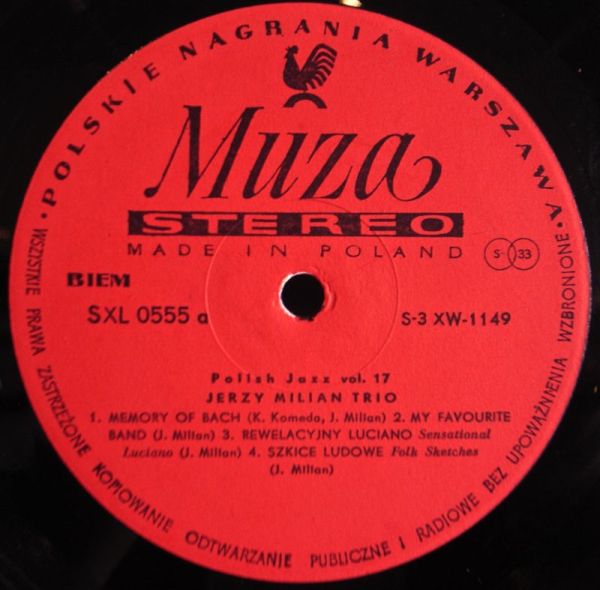 • POLSKIE NAGRANIA WARSZAWA •
Muza
STEREO
MADE IN POLAND
S- 33
BIEM
SXL 0555 a
S-3 XW-1149
Polish Jazz vol. 17
JERZY MILIAN TRIO
1. MEMORY OF BACH (K. Komeda, J. Milian) 2. MY FAVOURITE
BAND (J. Milian) 3. REWELACYJNY LUCIANO Sensational
Luciano (J. Milian) 4. SZKICE LUDOWE Folk Sketches
(J. Milian)
WSZYSTKIE PRAWA ZASTRZEŻONE KOPIOWANIE ODTWARZANIE PUBLICZNE I RADIOWE BEZ UPOWAŻNIENIA WZBRONIONE